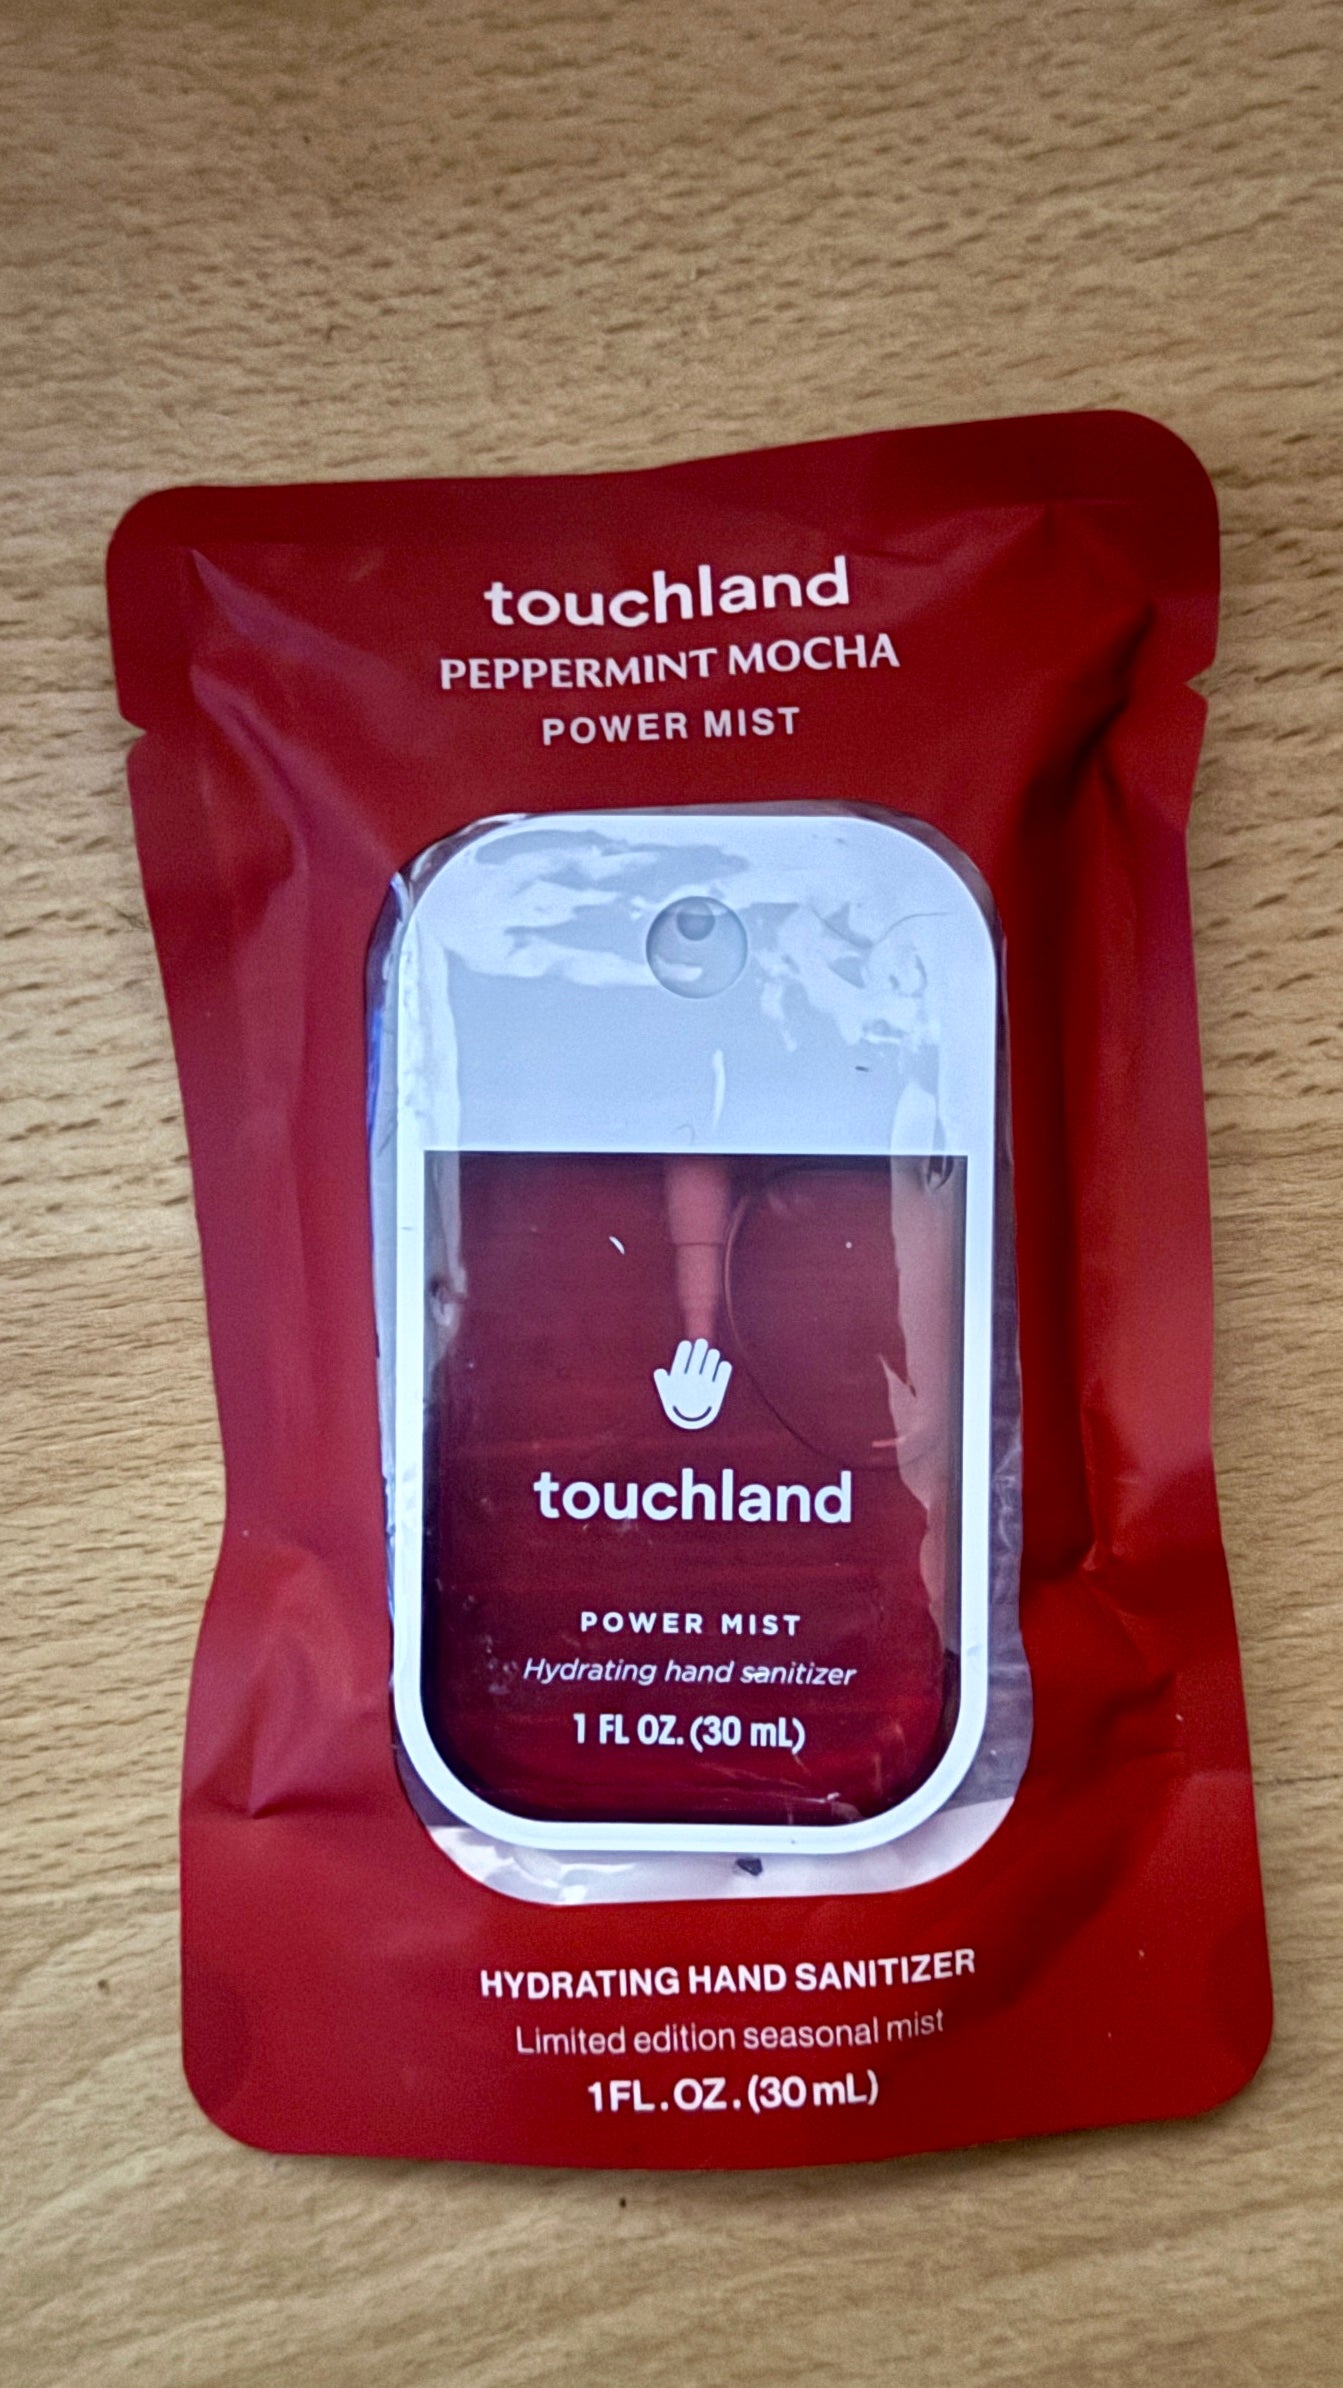 touchland
PEPPERMINT MOCHA
POWER MIST
touchland
POWER MIST
Hydrating hand sanitizer
1 FL OZ. (30 mL)
HYDRATING HAND SANITIZER
Limited edition seasonal mist
1FL.OZ.(30mL)